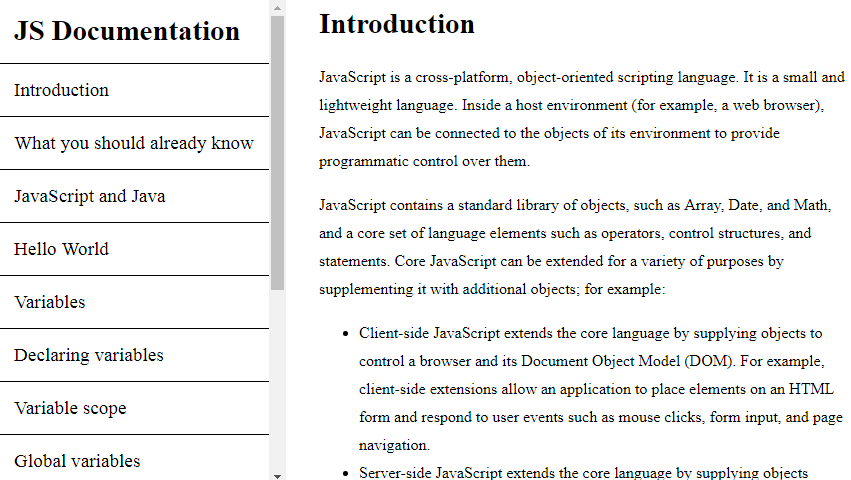 JS Documentation
Introduction
What you should already know
JavaScript and Java
Hello World
Variables
Declaring variables
Variable scope
Global variables
Introduction
JavaScript is a cross-platform, object-oriented scripting language. It is a small and
lightweight language. Inside a host environment (for example, a web browser),
JavaScript can be connected to the objects of its environment to provide
programmatic control over them.
JavaScript contains a standard library of objects, such as Array, Date, and Math,
and a core set of language elements such as operators, control structures, and
statements. Core JavaScript can be extended for a variety of purposes by
supplementing it with additional objects; for example:
• Client-side JavaScript extends the core language by supplying objects to
control a browser and its Document Object Model (DOM). For example,
client-side extensions allow an application to place elements on an HTML
form and respond to user events such as mouse clicks, form input, and page
navigation.
• Server-side JavaScript extends the core language by supplying objects